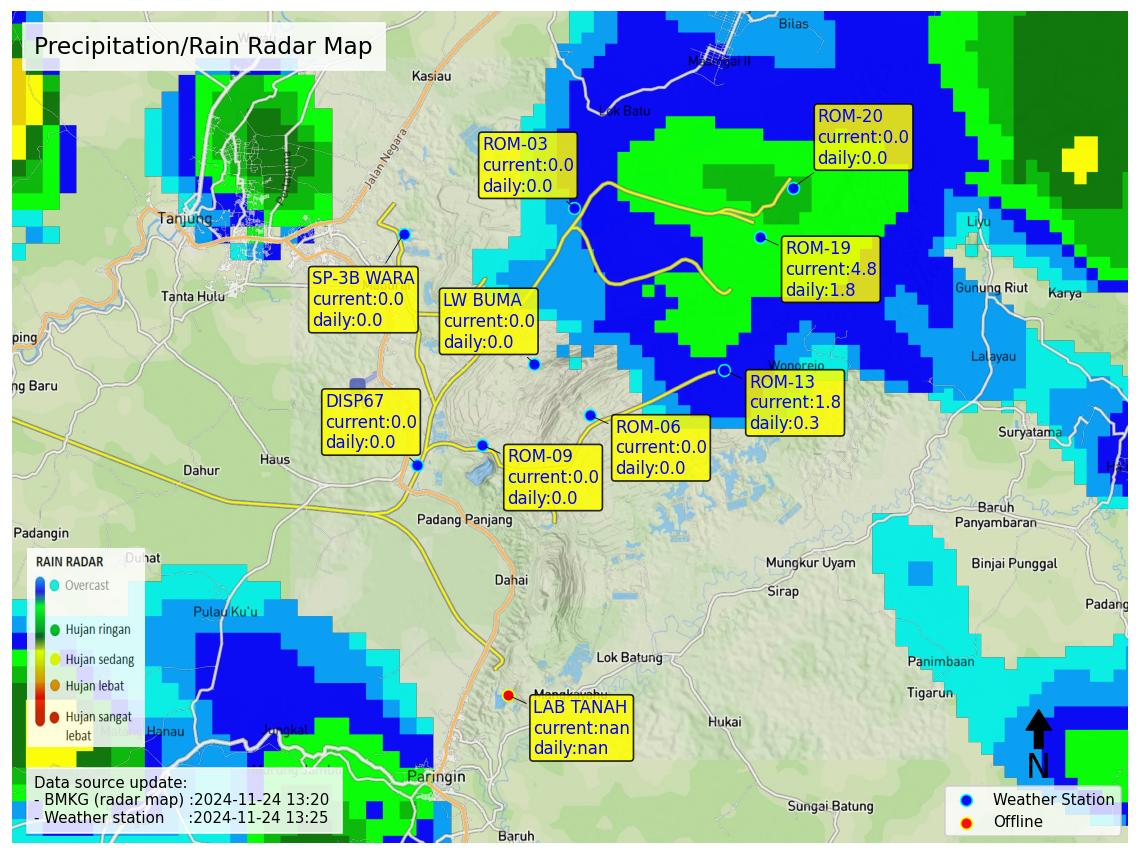 Precipitation/Rain Radar Map
Bilas
Kasiau
Lok Batu
Jalan Negara
ROM-20
current:0.0
daily:0.0
ROM-03
current:0.0
daily:0.0
Tanjung
Liyu
ROM-19
current:4.8
daily:1.8
SP-3B WARA
current:0.0
daily:0.0
LW BUMA
current:0.0
daily:0.0
Tanta Hulu
Gunung Riut
Karya
ping
Lalayau
Wonorejo
ng Baru
ROM-13
current:1.8
daily:0.3
DISP67
current:0.0
daily:0.0
ROM-06
current:0.0
daily:0.0
Suryatama
ROM-09
current:0.0
daily:0.0
Haus
Dahur
Padang Panjang
Baruh
Panyambaran
Padangin
Duhat
Mungkur Uyam
Binjai Punggal
RAIN RADAR
Overcast
Hujan ringan
Hujan sedang
Hujan lebat
Hujan sangat
lebat
Dahai
Sirap
Padang
Pulau Ku'u
Lok Batung
Panimbaan
Tigarun
LAB TANAH
current:nan
daily:nan
Hukai
Hanau
Jungkal
N
Paringin
Data source update:
- BMKG (radar map) :2024-11-24 13:20
- Weather station :2024-11-24 13:25
Sungai Batung
Baruh
Weather Station
Offline